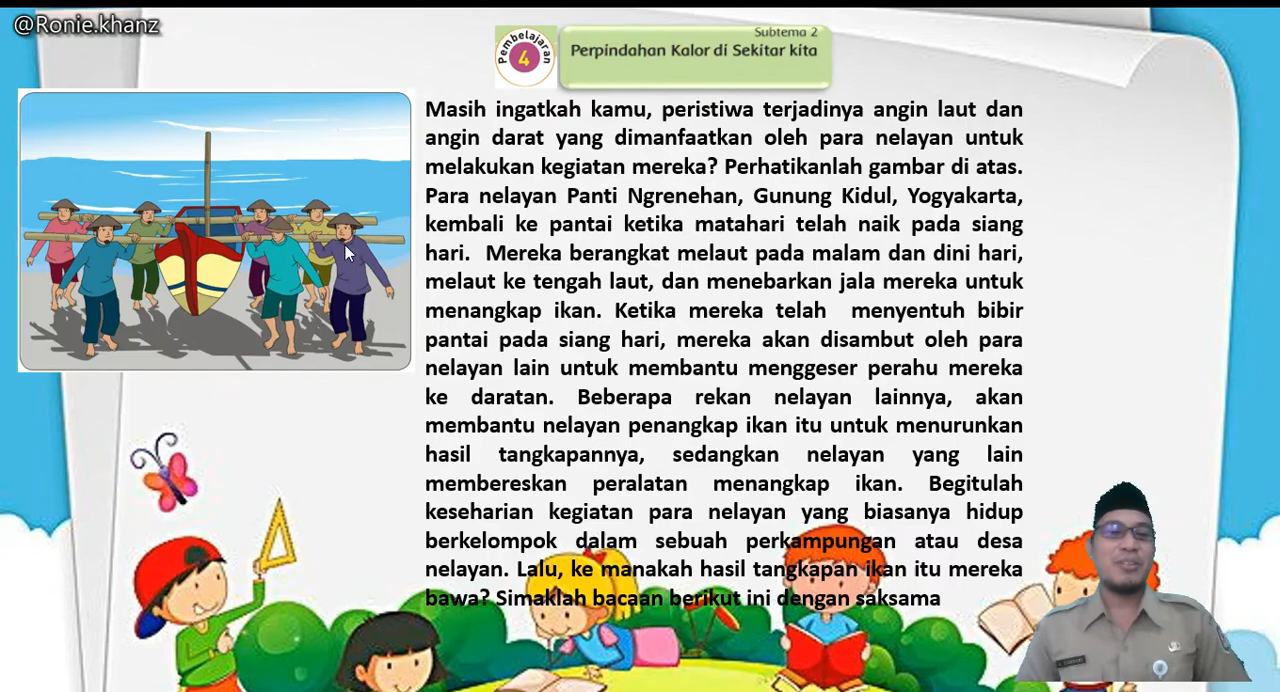 @Ronie.khanz
Pembelajaran
4
Subtema 2
Perpindahan Kalor di Sekitar kita
Masih ingatkah kamu, peristiwa terjadinya angin laut dan
angin darat yang dimanfaatkan oleh para nelayan untuk
melakukan kegiatan mereka? Perhatikanlah gambar di atas.
Para nelayan Panti Ngrenehan, Gunung Kidul, Yogyakarta,
kembali ke pantai ketika matahari telah naik pada siang
hari. Mereka berangkat melaut pada malam dan dini hari,
melaut ke tengah laut, dan menebarkan jala mereka untuk
menangkap ikan. Ketika mereka telah menyentuh bibir
pantai pada siang hari, mereka akan disambut oleh para
nelayan lain untuk membantu menggeser perahu mereka
ke daratan. Beberapa rekan nelayan lainnya, akan
membantu nelayan penangkap ikan itu untuk menurunkan
hasil tangkapannya, sedangkan nelayan yang lain
membereskan peralatan menangkap ikan. Begitulah
keseharian kegiatan para nelayan yang biasanya hidup
berkelompok dalam sebuah perkampungan atau desa
nelayan. Lalu, ke manakah hasil tangkapan ikan itu mereka
bawa? Simaklah bacaan berikut ini dengan saksama